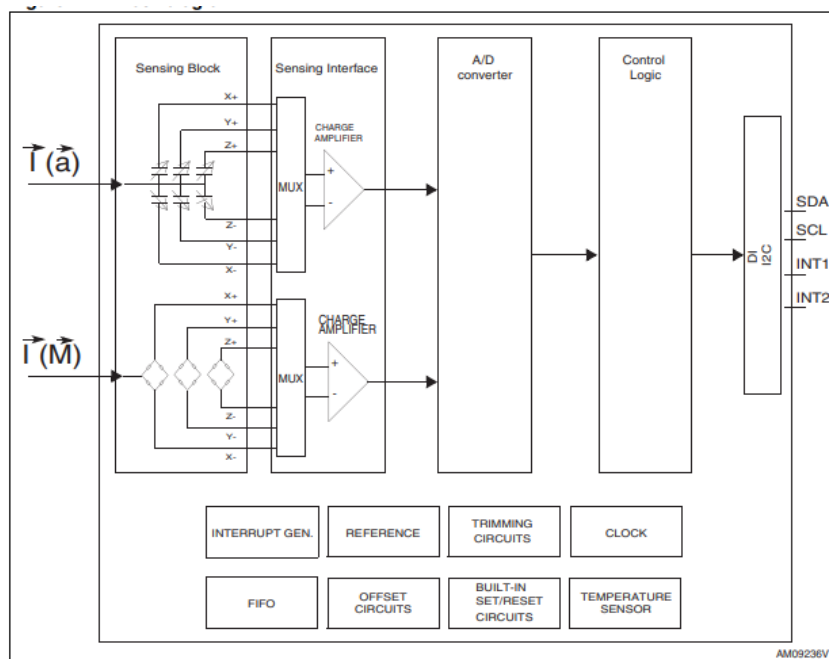 Sensing Block
Sensing Interface
A/D
converter
Control
Logic
X+
Y+
Z+
CHARGE
AMPLIFIER
I (a)
MUX
+
-
Z-
Y-
X-
DI
I2C
SDA
SCL
INT1
INT2
X+
Y+
Z+
CHARGE
AMPLIFIER
I (M)
MUX
+
-
Z-
Y-
X-
INTERRUPT GEN.
REFERENCE
TRIMMING
CIRCUITS
CLOCK
FIFO
OFFSET
CIRCUITS
BUILT-IN
SET/RESET
CIRCUITS
TEMPERATURE
SENSOR
AM09236V